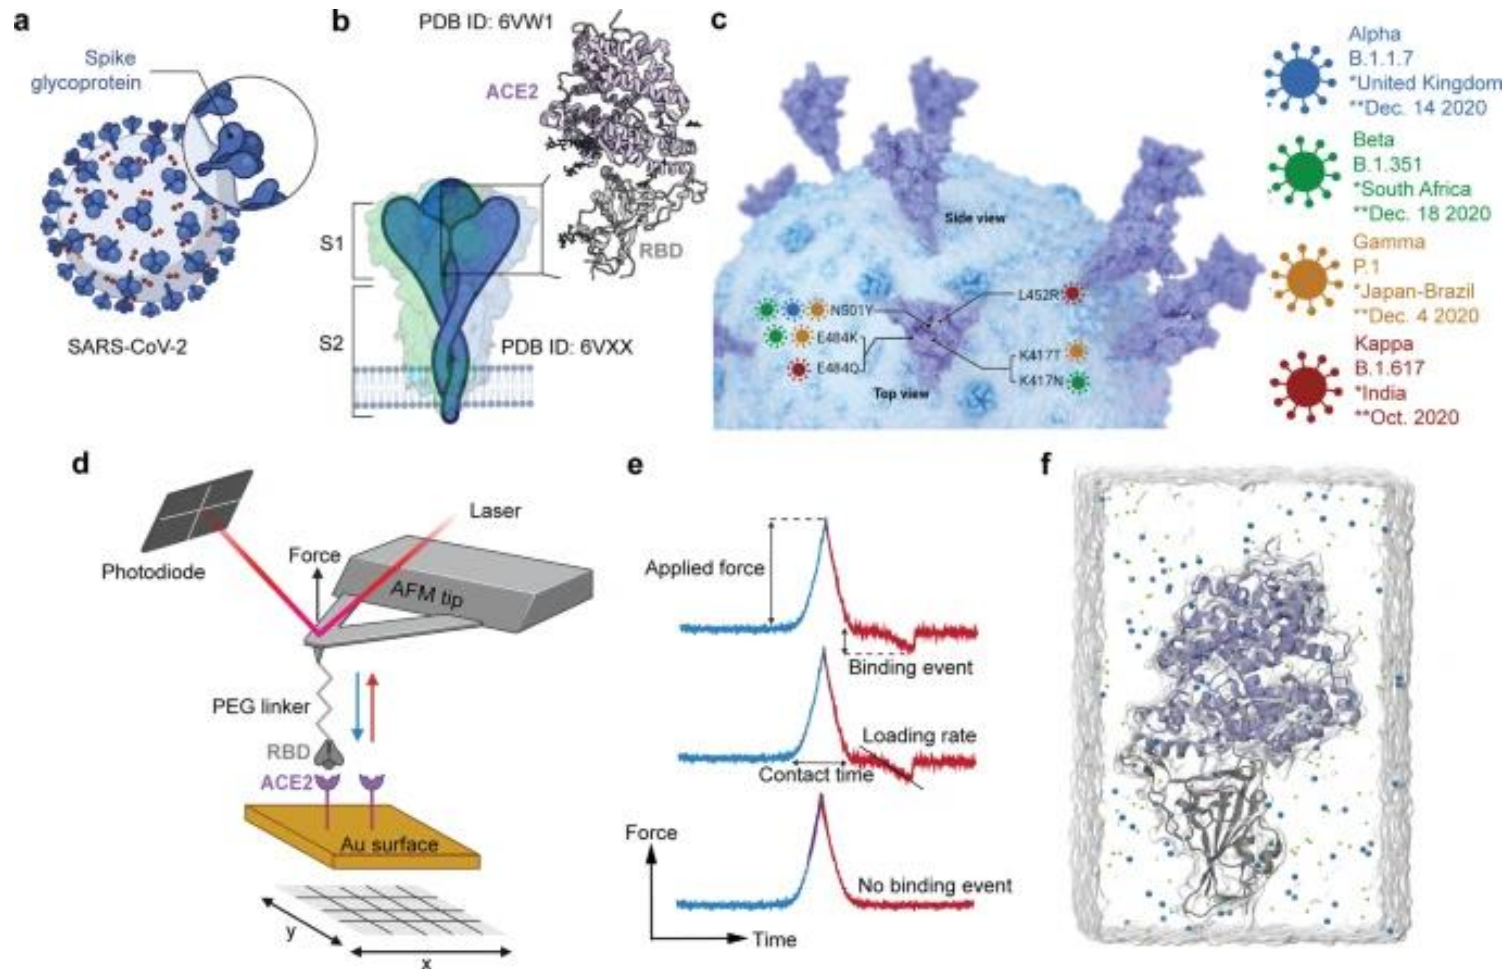 a
Spike
glycoprotein
SARS-CoV-2
b
PDB ID: 6VW1
ACE2
RBD
S1
S2
PDB ID: 6VXX
c
Side view
L452R
N501Y
E484K
E484Q
K417T
K417N
Top view
Alpha
B.1.1.7
*United Kingdom
**Dec. 14 2020
Beta
B.1.351
*South Africa
**Dec. 18 2020
Gamma
P.1
*Japan-Brazil
**Dec. 4 2020
Kappa
B.1.617
*India
**Oct. 2020
d
Laser
Photodiode
Force
AFM tip
PEG linker
RBD
ACE2
Au surface
y
x
e
Applied force
Binding event
Loading rate
Contact time
Force
No binding event
Time
f